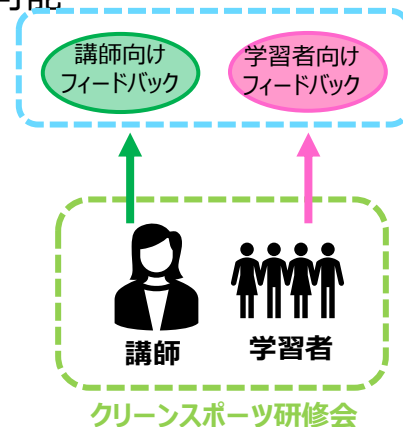 可能
講師向け
フィードバック
学習者向け
フィードバック
講師
学習者
クリーンスポーツ研修会